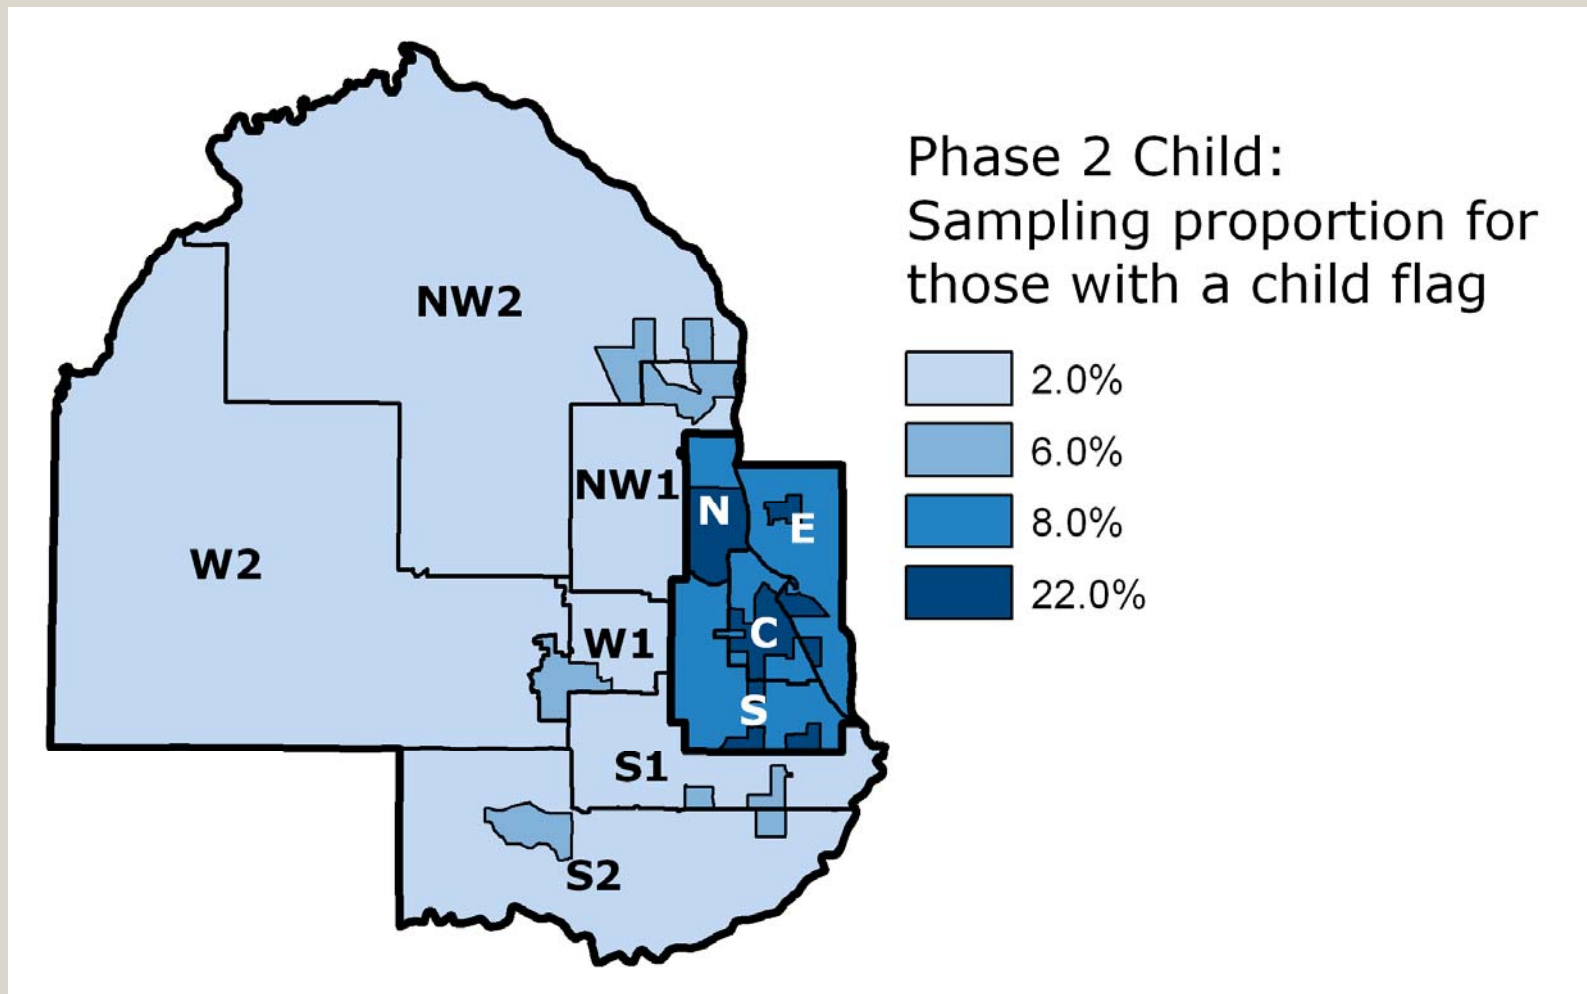 Phase 2 Child:
Sampling proportion for
those with a child flag
2.0%
6.0%
8.0%
22.0%
NW2
NW1
N
E
W2
W1
C
S
S1
S2